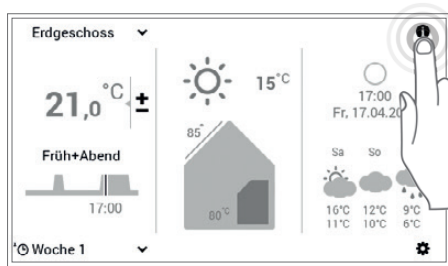 Erdgeschoss
21,0 °C ±
Früh+Abend
17:00
Woche 1
15°C
85°
80 °C
17:00
Fr, 17.04.20
Sa So
16°C 12°C 9°C
11°C 10°C 6°C